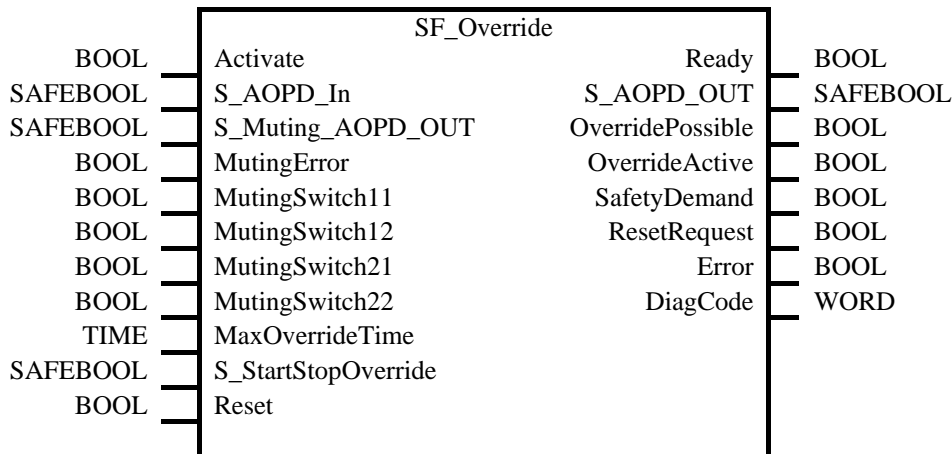 SF_Override
BOOL Activate Ready BOOL
SAFEBOOL S_AOPD_In S_AOPD_OUT SAFEBOOL
SAFEBOOL S_Muting_AOPD_OUT OverridePossible BOOL
BOOL MutingError OverrideActive BOOL
BOOL MutingSwitch11 SafetyDemand BOOL
BOOL MutingSwitch12 ResetRequest BOOL
BOOL MutingSwitch21 Error BOOL
BOOL MutingSwitch22 DiagCode WORD
TIME MaxOverrideTime
SAFEBOOL S_StartStopOverride
BOOL Reset